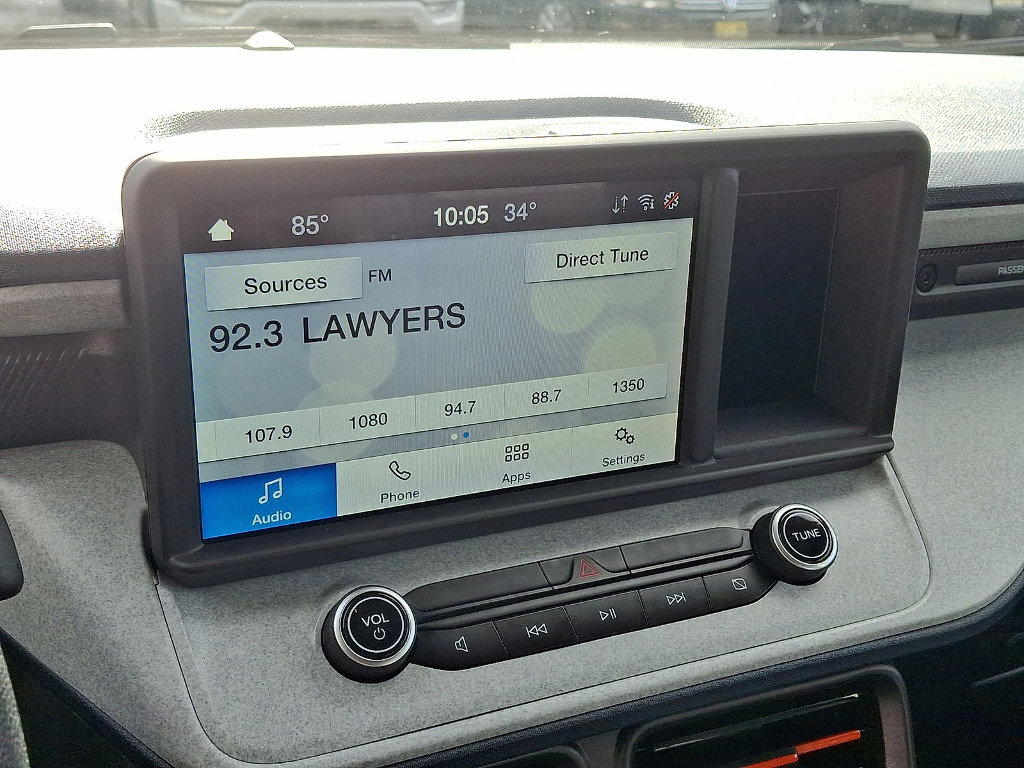 85° 10:05 34°
Sources FM Direct Tune
92.3 LAWYERS
107.9 1080 94.7 88.7 1350
Audio Phone Apps Settings
VOL TUNE